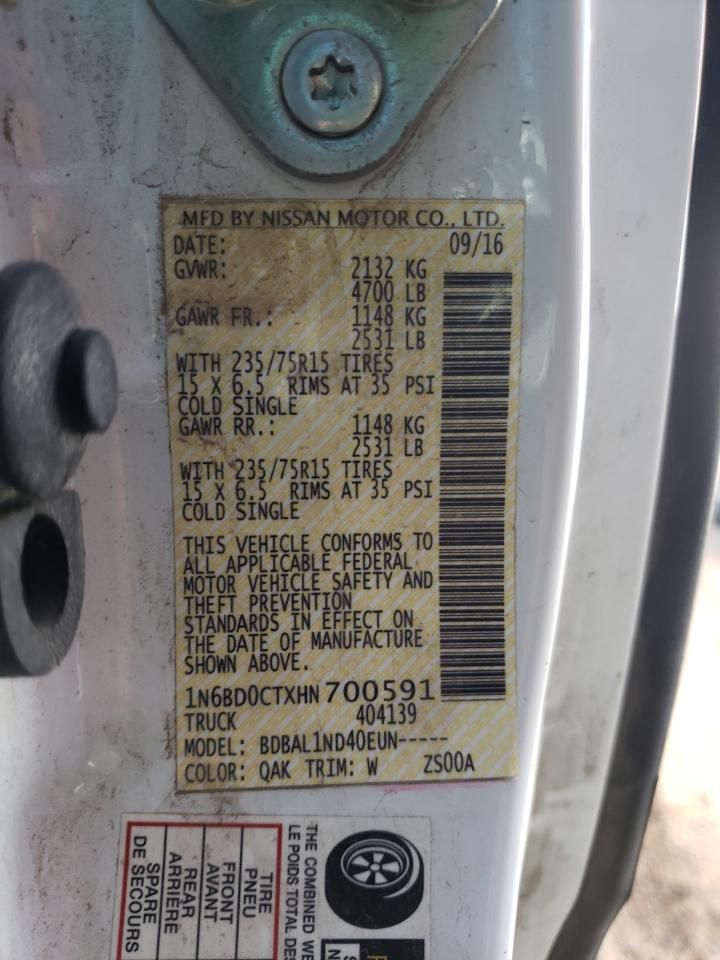 MFD BY NISSAN MOTOR CO., LTD.
DATE: 09/16
GVWR: 2132 KG
4700 LB
GAWR FR.: 1148 KG
2531 LB
WITH 235/75R15 TIRES
15 X 6.5 RIMS AT 35 PSI
COLD SINGLE
GAWR RR.: 1148 KG
2531 LB
WITH 235/75R15 TIRES
15 X 6.5 RIMS AT 35 PSI
COLD SINGLE
THIS VEHICLE CONFORMS TO
ALL APPLICABLE FEDERAL
MOTOR VEHICLE SAFETY AND
THEFT PREVENTION
STANDARDS IN EFFECT ON
THE DATE OF MANUFACTURE
SHOWN ABOVE.
1N6BD0CTXHN700591
TRUCK 404139
MODEL: BDBAL1ND40EUN-----
COLOR: QAK TRIM: W ZS00A
THE COMBINED WE
LE POIDS TOTAL DES
TIRE
PNEU
FRONT
AVANT
REAR
ARRIÈRE
SPARE
DE SECOURS